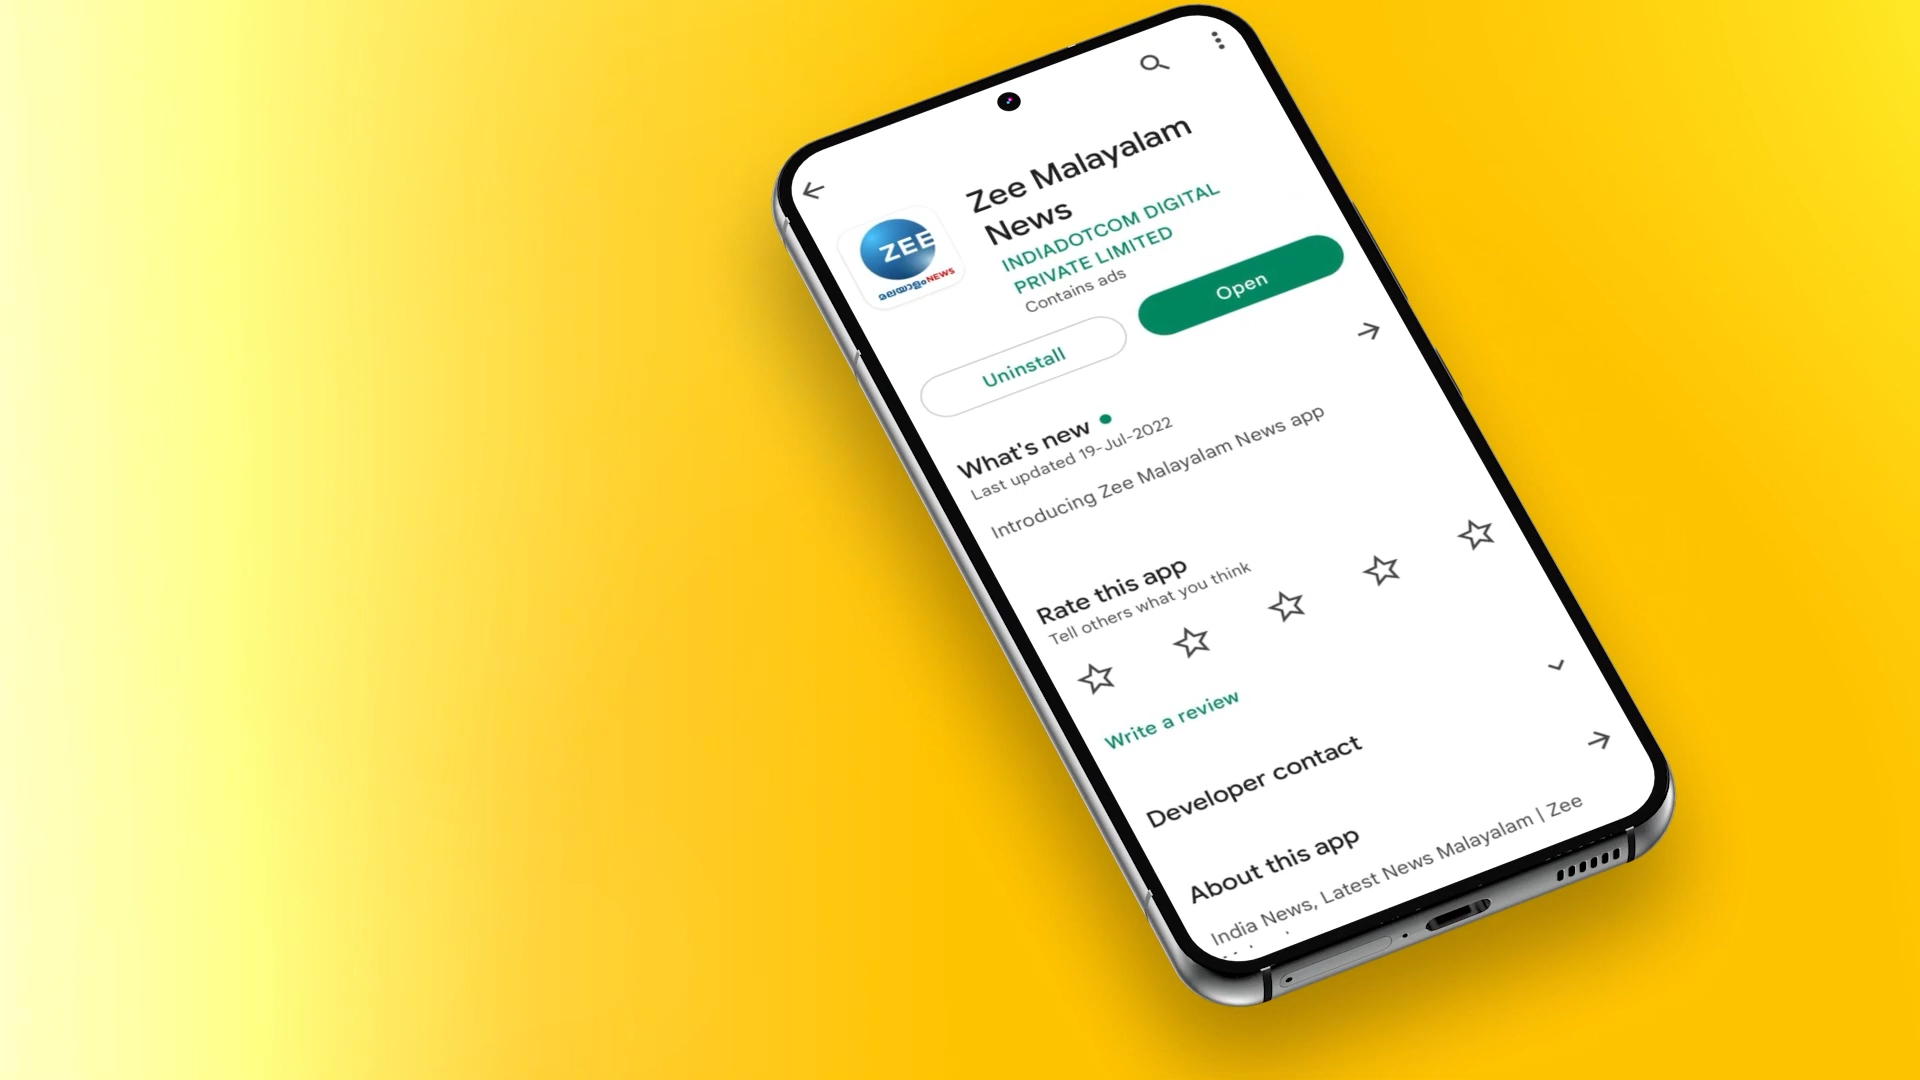 Zee Malayalam
News
INDIADOTCOM DIGITAL
PRIVATE LIMITED
Contains ads
ZEE
മലയാളംNEWS
Uninstall
Open
What's new
Last updated 19-Jul-2022
Introducing Zee Malayalam News app
Rate this app
Tell others what you think
Write a review
Developer contact
About this app
India News, Latest News Malayalam | Zee